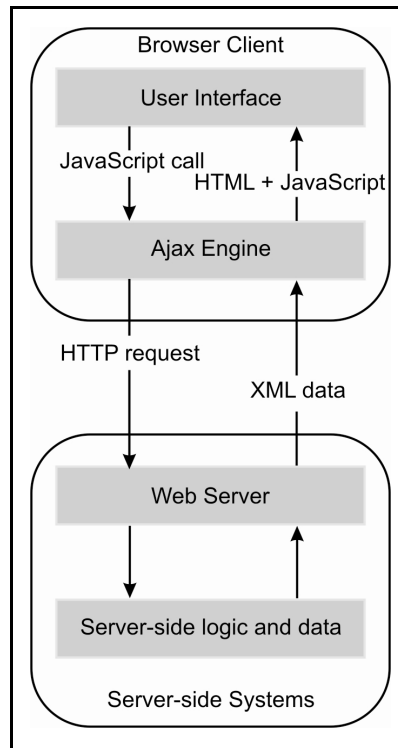 Browser Client
User Interface
JavaScript call
HTML + JavaScript
Ajax Engine
HTTP request
XML data
Web Server
Server-side logic and data
Server-side Systems